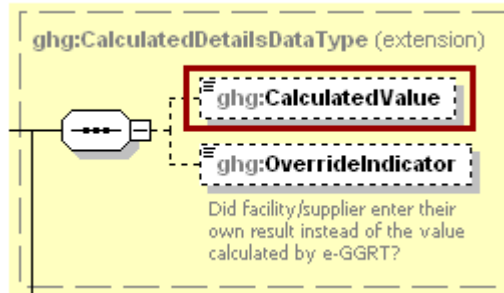 ghg:CalculatedDetailsDataType (extension)
ghg:CalculatedValue
ghg:OverrideIndicator
Did facility/supplier enter their
own result instead of the value
calculated by e-GGRT?